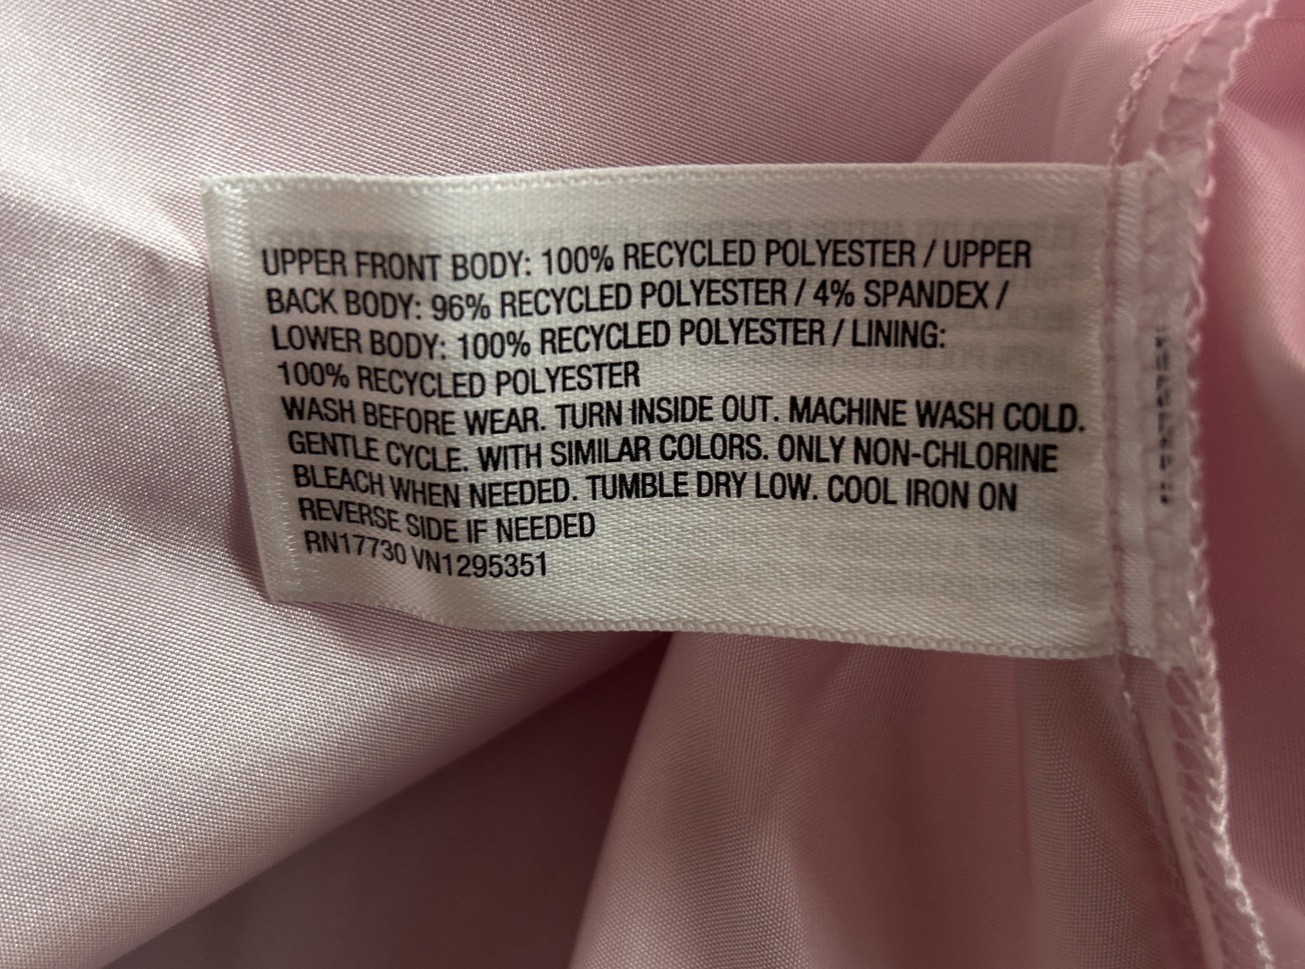 UPPER FRONT BODY: 100% RECYCLED POLYESTER / UPPER
BACK BODY: 96% RECYCLED POLYESTER / 4% SPANDEX /
LOWER BODY: 100% RECYCLED POLYESTER / LINING:
100% RECYCLED POLYESTER
WASH BEFORE WEAR. TURN INSIDE OUT. MACHINE WASH COLD.
GENTLE CYCLE. WITH SIMILAR COLORS. ONLY NON-CHLORINE
BLEACH WHEN NEEDED. TUMBLE DRY LOW. COOL IRON ON
REVERSE SIDE IF NEEDED
RN17730 VN1295351